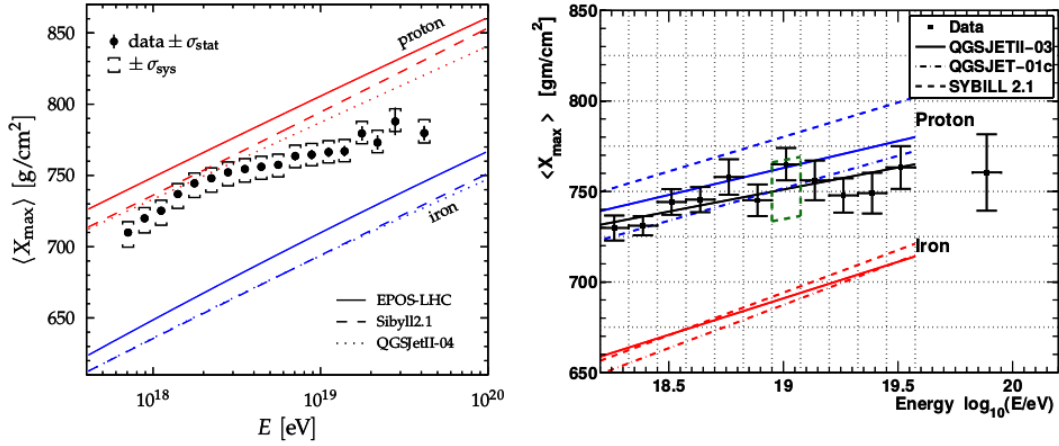 850
800
750
700
650
⟨Xmax⟩ [g/cm²]
data ± σstat
± σsys
proton
iron
EPOS-LHC
Sibyll2.1
QGSJetII-04
10¹⁸
10¹⁹
10²⁰
E [eV]
850
800
750
700
650
<Xmax> [gm/cm²]
Data
QGSJETII-03
QGSJET-01c
SYBILL 2.1
Proton
Iron
18.5
19
19.5
20
Energy log₁₀(E/eV)